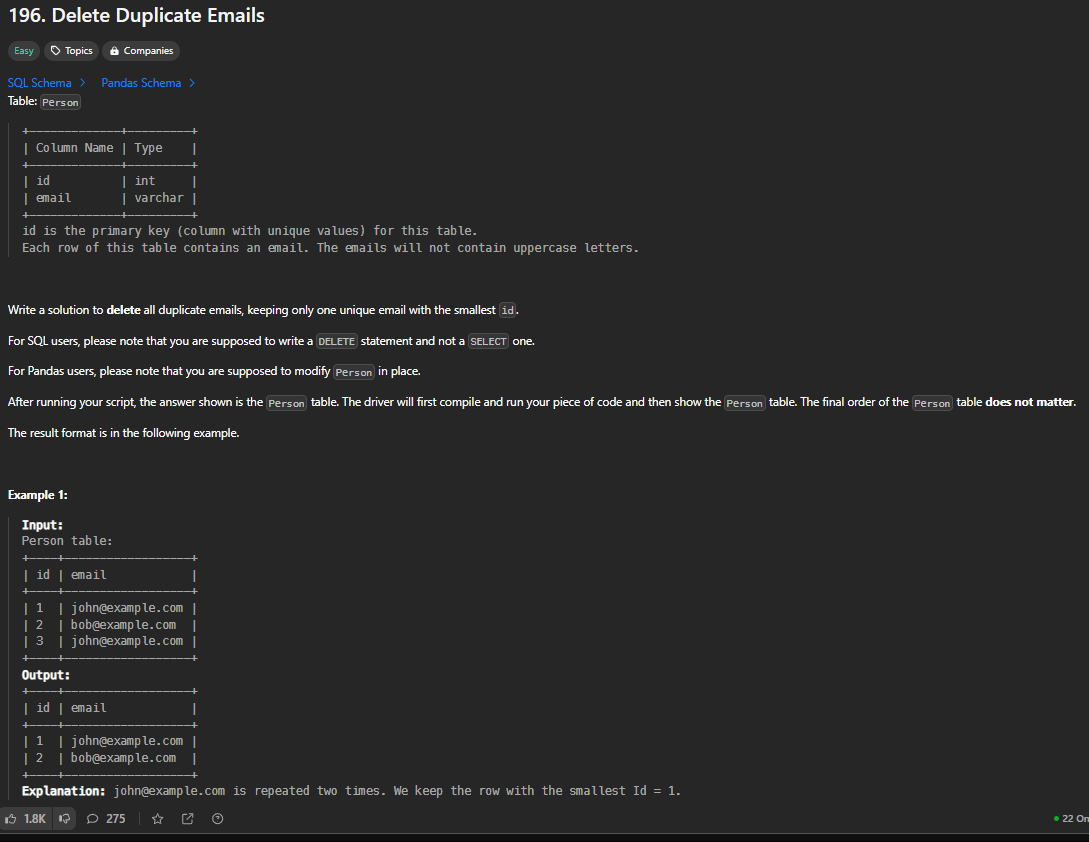 196. Delete Duplicate Emails
Easy Topics Companies
SQL Schema > Pandas Schema >
Table: Person
+-------------+---------+
| Column Name | Type    |
+-------------+---------+
| id          | int     |
| email       | varchar |
+-------------+---------+
id is the primary key (column with unique values) for this table.
Each row of this table contains an email. The emails will not contain uppercase letters.
Write a solution to delete all duplicate emails, keeping only one unique email with the smallest id.
For SQL users, please note that you are supposed to write a DELETE statement and not a SELECT one.
For Pandas users, please note that you are supposed to modify Person in place.
After running your script, the answer shown is the Person table. The driver will first compile and run your piece of code and then show the Person table. The final order of the Person table does not matter.
The result format is in the following example.
Example 1:
Input:
Person table:
+----+------------------+
| id | email            |
+----+------------------+
| 1  | john@example.com |
| 2  | bob@example.com  |
| 3  | john@example.com |
+----+------------------+
Output:
+----+------------------+
| id | email            |
+----+------------------+
| 1  | john@example.com |
| 2  | bob@example.com  |
+----+------------------+
Explanation: john@example.com is repeated two times. We keep the row with the smallest Id = 1.
1.8K 275 22 On